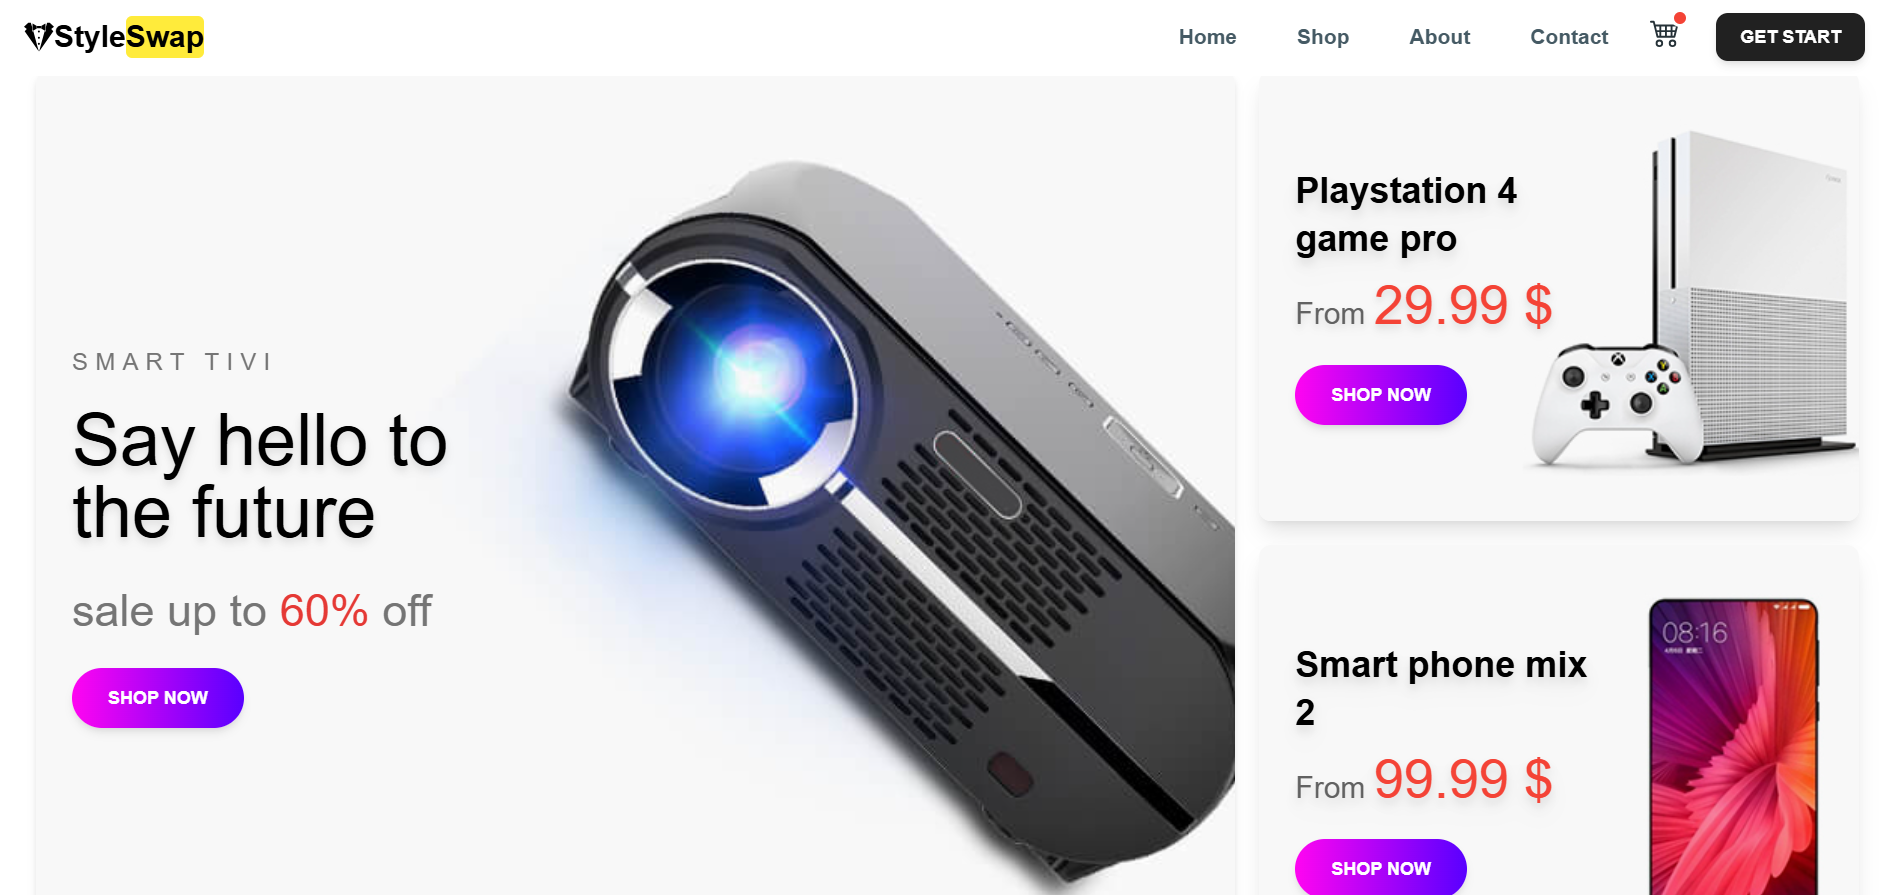 StyleSwap
Home
Shop
About
Contact
GET START
SMART TIVI
Say hello to
the future
sale up to 60% off
SHOP NOW
Playstation 4
game pro
From 29.99 $
SHOP NOW
Y
X
B
A
Smart phone mix
2
From 99.99 $
SHOP NOW
08:16